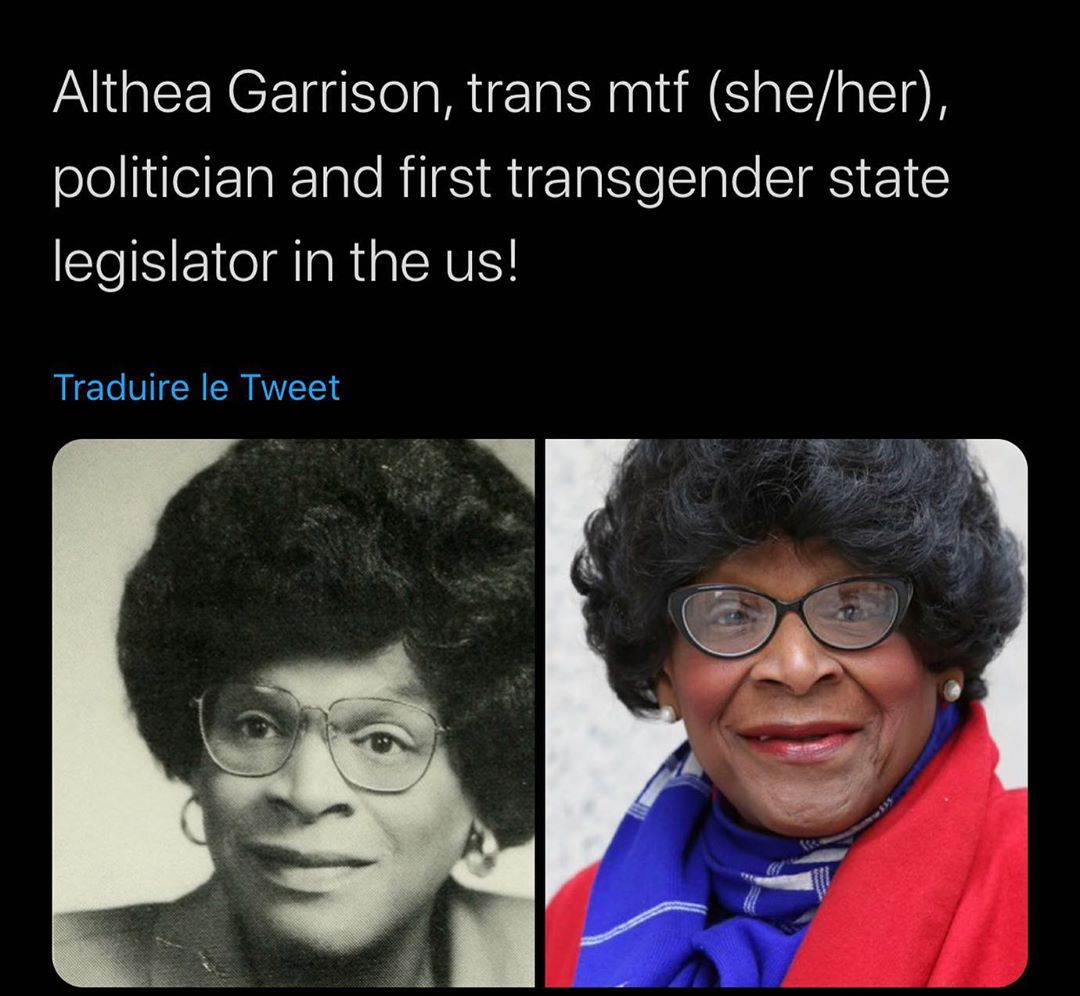 Althea Garrison, trans mtf (she/her),
politician and first transgender state
legislator in the us!
Traduire le Tweet